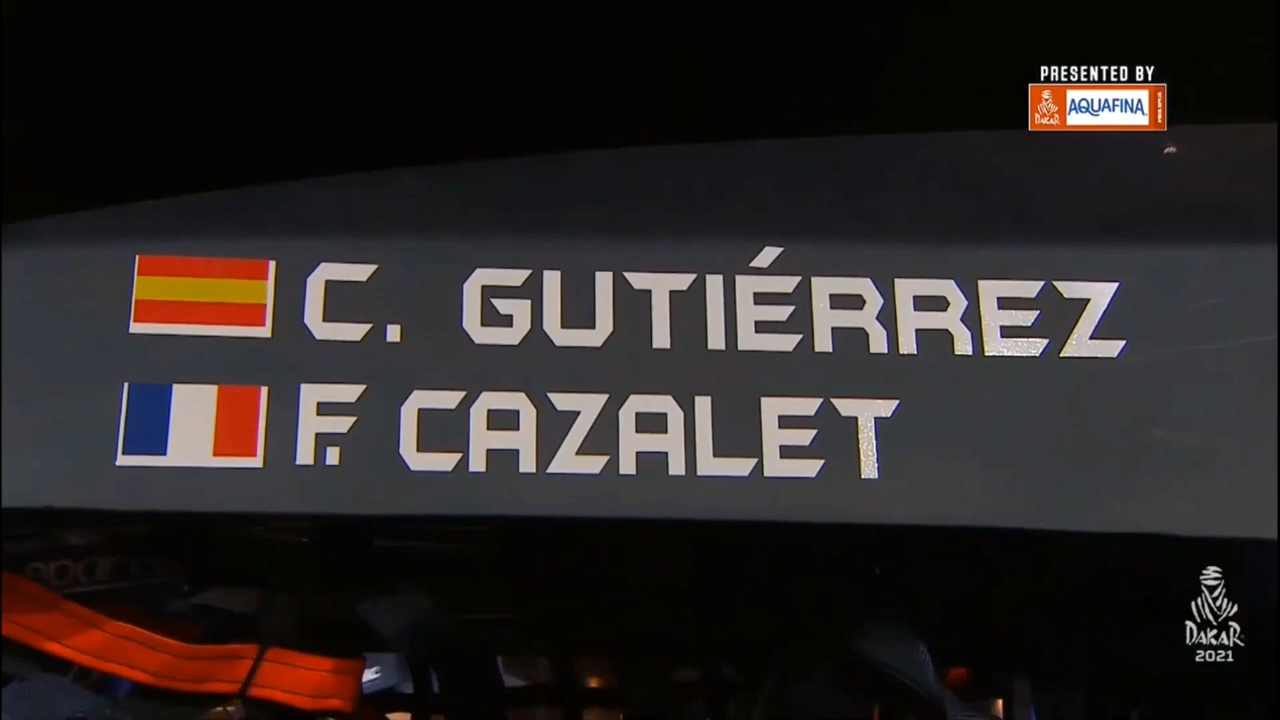 PRESENTED BY
DAKAR AQUAFINA
C. GUTIÉRREZ
F. CAZALET
DAKAR
2021